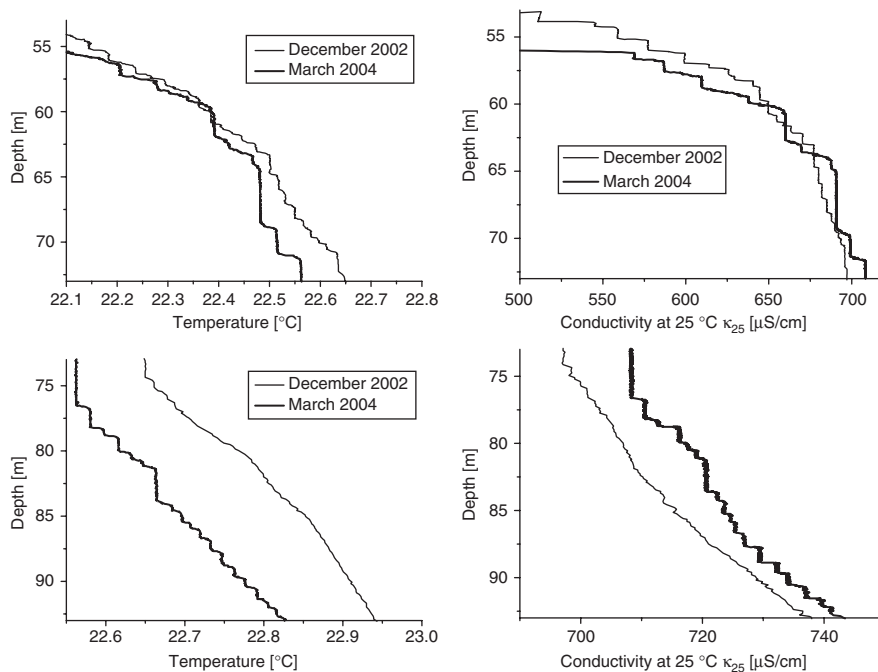 December 2002
March 2004
Depth [m]
55
60
65
70
22.1 22.2 22.3 22.4 22.5 22.6 22.7 22.8
Temperature [°C]
December 2002
March 2004
Depth [m]
55
60
65
70
500 550 600 650 700
Conductivity at 25 °C κ25 [μS/cm]
December 2002
March 2004
Depth [m]
75
80
85
90
22.6 22.7 22.8 22.9 23.0
Temperature [°C]
December 2002
March 2004
Depth [m]
75
80
85
90
700 720 740
Conductivity at 25 °C κ25 [μS/cm]